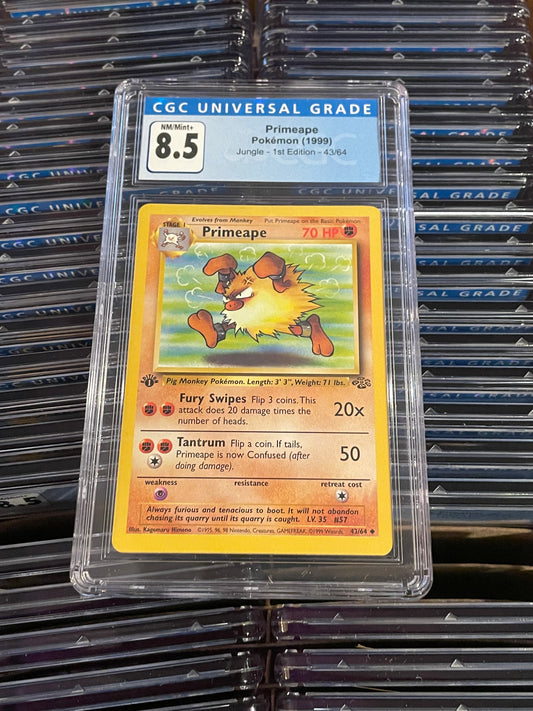 CGC UNIVERSAL GRADE
NM/Mint+
8.5
Primeape
Pokémon (1999)
Jungle - 1st Edition - 43/64
STAGE 1
Evolves from Monkey
Put Primeape on the Basic Pokémon
Primeape 70 HP
Pig Monkey Pokémon. Length: 3' 3", Weight: 71 lbs.
Fury Swipes Flip 3 coins. This
attack does 20 damage times the
number of heads.
20x
Tantrum Flip a coin. If tails,
Primeape is now Confused (after
doing damage).
50
weakness resistance retreat cost
Always furious and tenacious to boot. It will not abandon
chasing its quarry until its quarry is caught. LV. 35 #57
Illus. Kagemaru Himeno ©1995, 96, 98 Nintendo, Creatures, GAMEFREAK. ©1999 Wizards. 43/64
CGC UNIVERSAL
CGC UNIVERSAL GRADE
8.5